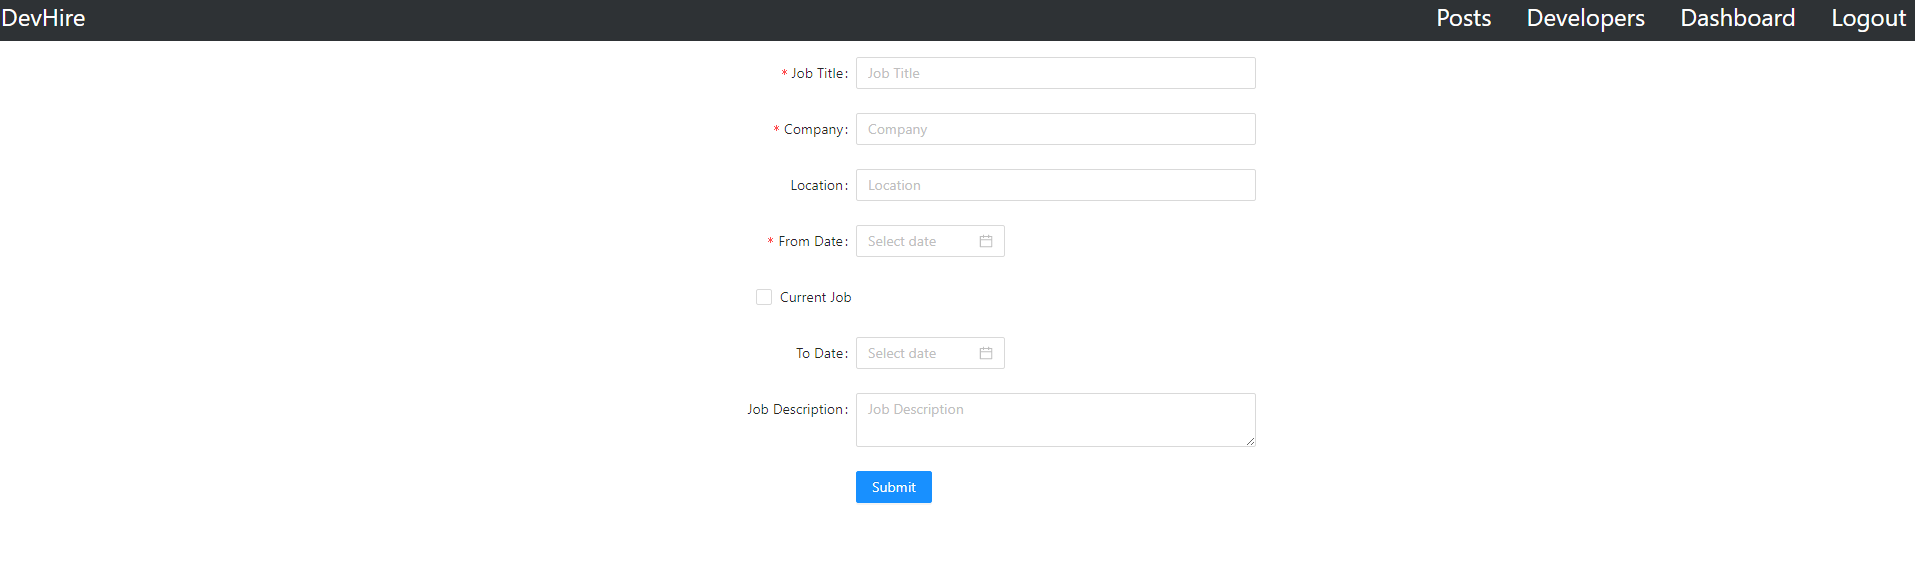 DevHire Posts Developers Dashboard Logout
* Job Title: Job Title
* Company: Company
Location: Location
* From Date: Select date
Current Job
To Date: Select date
Job Description: Job Description
Submit